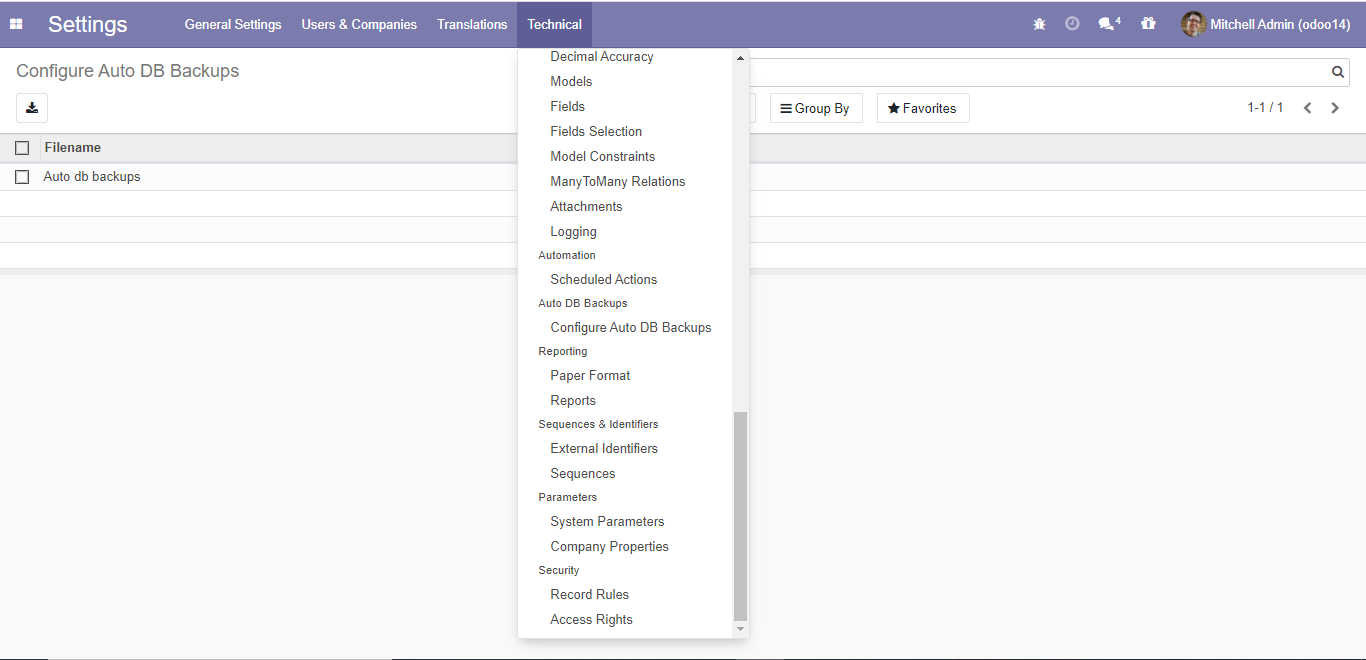 Settings
General Settings
Users & Companies
Translations
Technical
4
Mitchell Admin (odoo14)
Configure Auto DB Backups
Group By
Favorites
1-1 / 1
Filename
Auto db backups
Decimal Accuracy
Models
Fields
Fields Selection
Model Constraints
ManyToMany Relations
Attachments
Logging
Automation
Scheduled Actions
Auto DB Backups
Configure Auto DB Backups
Reporting
Paper Format
Reports
Sequences & Identifiers
External Identifiers
Sequences
Parameters
System Parameters
Company Properties
Security
Record Rules
Access Rights